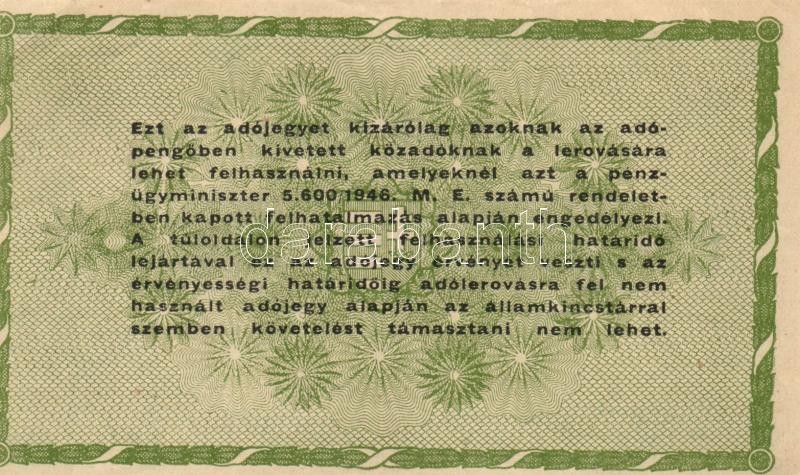 Ezt az adójegyet kizárólag azoknak az adó-
pengőben kivetett közadóknak a lerovására
lehet felhasználni, amelyeknél azt a pénz-
ügyminiszter 5.600/1946. M. E. számú rendelet-
ben kapott felhatalmazás alapján engedélyezi.
A túloldalon jelzett felhasználási határidő
lejártával ez az adójegy érvényét veszti s az
érvényességi határidőig adólerovásra fel nem
használt adójegy alapján az államkincstárral
szemben követelést támasztani nem lehet.
darabanth